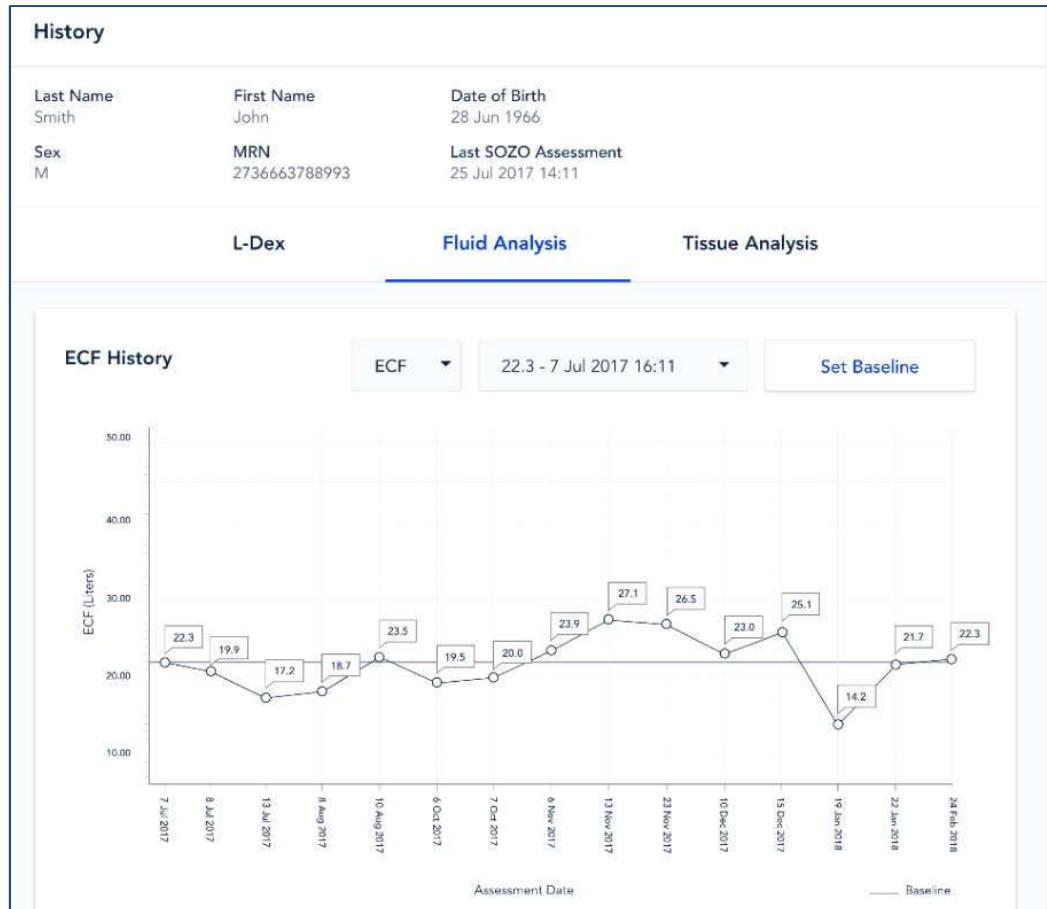 History
Last Name First Name Date of Birth
Smith John 28 Jun 1966
Sex MRN Last SOZO Assessment
M 2736663788993 25 Jul 2017 14:11
L-Dex Fluid Analysis Tissue Analysis
ECF History ECF 22.3 - 7 Jul 2017 16:11 Set Baseline
50.00
40.00
30.00
20.00
10.00
ECF (Liters)
22.3
19.9
17.2
18.7
23.5
19.5
20.0
23.9
27.1
26.5
23.0
25.1
14.2
21.7
22.3
7 Jul 2017
8 Jul 2017
13 Jul 2017
8 Aug 2017
10 Aug 2017
6 Oct 2017
7 Oct 2017
6 Nov 2017
13 Nov 2017
23 Nov 2017
10 Dec 2017
15 Dec 2017
19 Jan 2018
22 Jan 2018
24 Feb 2018
Assessment Date Baseline